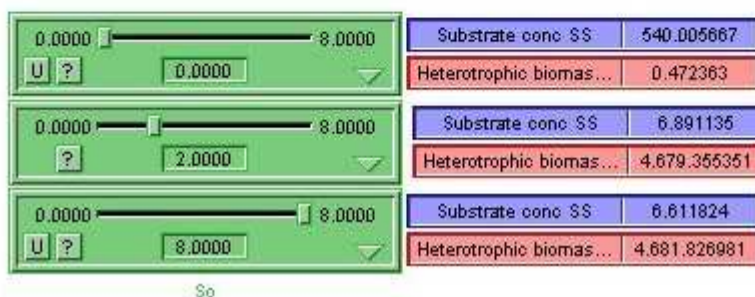 0.0000 8.0000 Substrate conc SS 540.005667
U ? 0.0000 Heterotrophic biomas... 0.472363
0.0000 8.0000 Substrate conc SS 6.891135
? 2.0000 Heterotrophic biomas... 4.679.355351
0.0000 8.0000 Substrate conc SS 6.611824
U ? 8.0000 Heterotrophic biomas... 4.681.826981
So